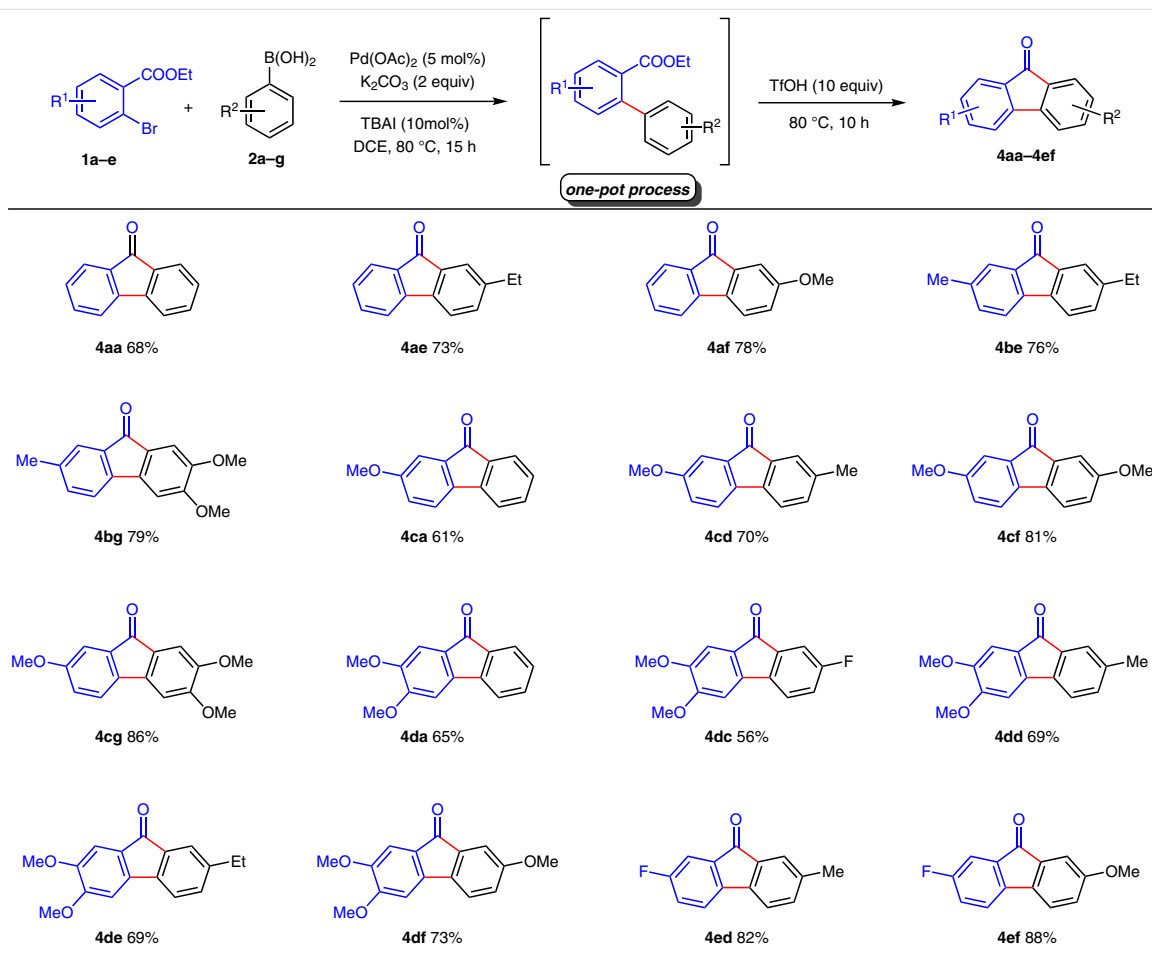 COOEt
R¹
Br
1a–e
+
B(OH)₂
R²
2a–g
Pd(OAc)₂ (5 mol%)
K₂CO₃ (2 equiv)
TBAI (10mol%)
DCE, 80 °C, 15 h
COOEt
R¹
R²
one-pot process
TfOH (10 equiv)
80 °C, 10 h
O
R¹
R²
4aa–4ef
O
4aa 68%
O
Et
4ae 73%
O
OMe
4af 78%
O
Me
Et
4be 76%
O
Me
OMe
OMe
4bg 79%
O
MeO
4ca 61%
O
MeO
Me
4cd 70%
O
MeO
OMe
4cf 81%
O
MeO
OMe
OMe
4cg 86%
O
MeO
MeO
4da 65%
O
MeO
F
MeO
4dc 56%
O
MeO
Me
MeO
4dd 69%
O
MeO
Et
MeO
4de 69%
O
MeO
OMe
MeO
4df 73%
O
F
Me
4ed 82%
O
F
OMe
4ef 88%